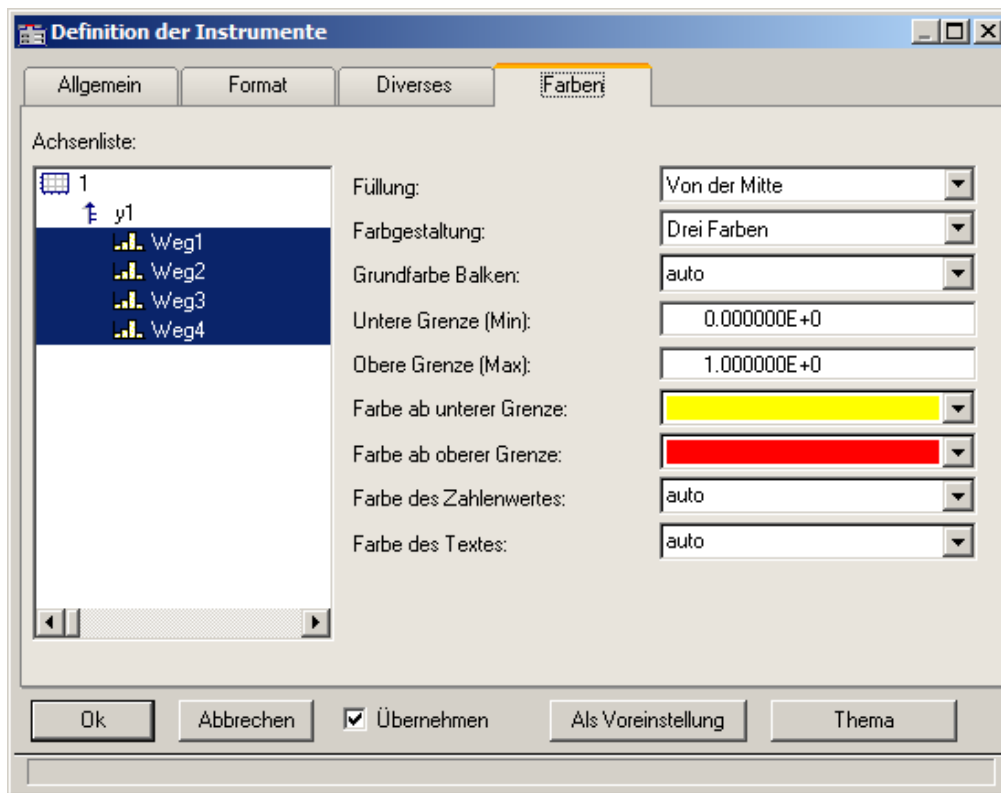 Definition der Instrumente
Allgemein Format Diverses Farben
Achsenliste:
1
y1
Weg1
Weg2
Weg3
Weg4
Füllung: Von der Mitte
Farbgestaltung: Drei Farben
Grundfarbe Balken: auto
Untere Grenze (Min): 0.000000E+0
Obere Grenze (Max): 1.000000E+0
Farbe ab unterer Grenze:
Farbe ab oberer Grenze:
Farbe des Zahlenwertes: auto
Farbe des Textes: auto
Ok Abbrechen Übernehmen Als Voreinstellung Thema